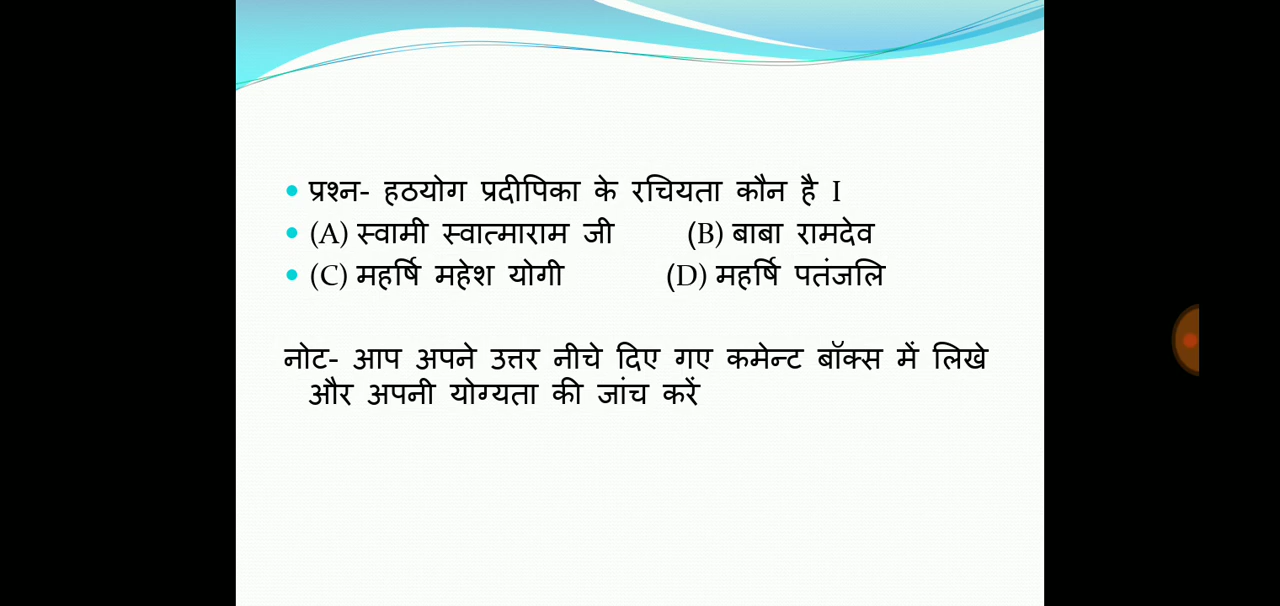 प्रश्न- हठयोग प्रदीपिका के रचियता कौन है I
(A) स्वामी स्वात्माराम जी (B) बाबा रामदेव
(C) महर्षि महेश योगी (D) महर्षि पतंजलि
नोट- आप अपने उत्तर नीचे दिए गए कमेन्ट बॉक्स में लिखे
और अपनी योग्यता की जांच करें